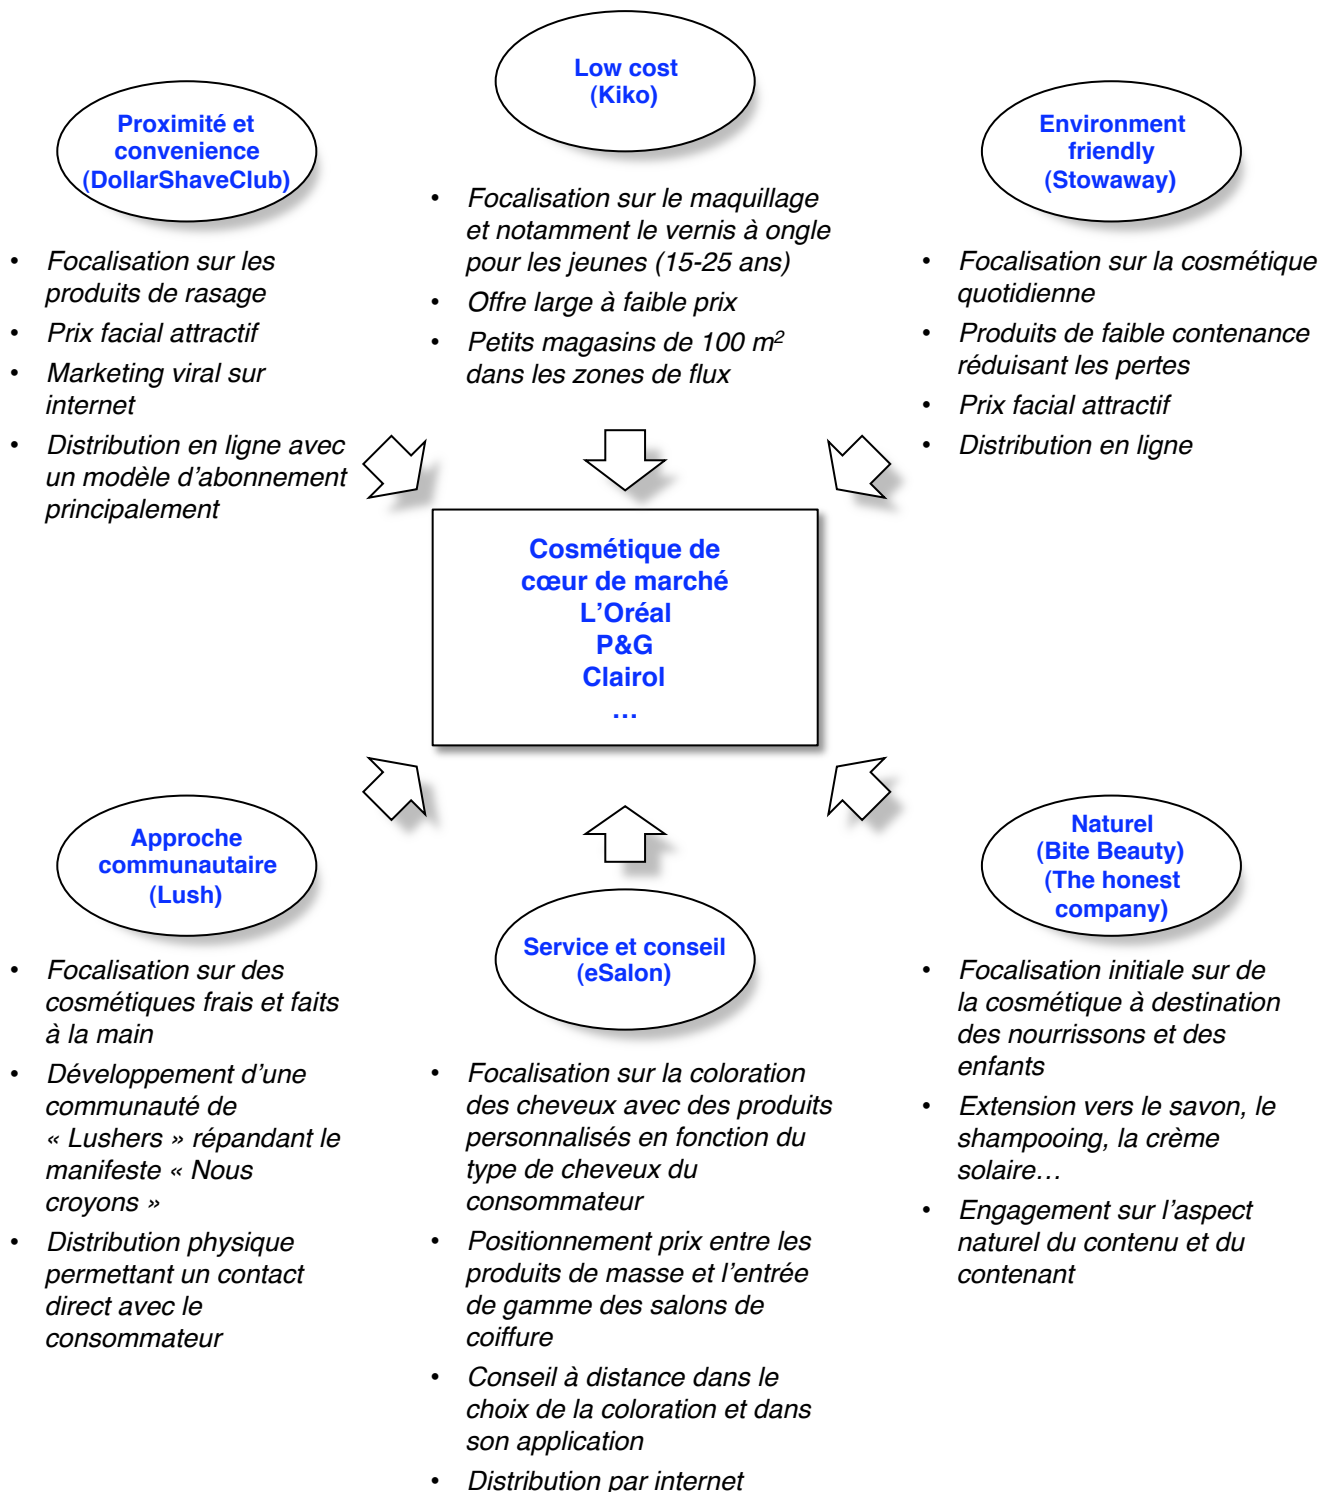 Low cost
(Kiko)
Proximité et
convenience
(DollarShaveClub)
Environment
friendly
(Stowaway)
• Focalisation sur les
produits de rasage
• Prix facial attractif
• Marketing viral sur
internet
• Distribution en ligne avec
un modèle d’abonnement
principalement
• Focalisation sur le maquillage
et notamment le vernis à ongle
pour les jeunes (15-25 ans)
• Offre large à faible prix
• Petits magasins de 100 m²
dans les zones de flux
• Focalisation sur la cosmétique
quotidienne
• Produits de faible contenance
réduisant les pertes
• Prix facial attractif
• Distribution en ligne
Cosmétique de
cœur de marché
L’Oréal
P&G
Clairol
…
Approche
communautaire
(Lush)
• Focalisation sur des
cosmétiques frais et faits
à la main
• Développement d’une
communauté de
« Lushers » répandant le
manifeste « Nous
croyons »
• Distribution physique
permettant un contact
direct avec le
consommateur
Service et conseil
(eSalon)
• Focalisation sur la coloration
des cheveux avec des produits
personnalisés en fonction du
type de cheveux du
consommateur
• Positionnement prix entre les
produits de masse et l’entrée
de gamme des salons de
coiffure
• Conseil à distance dans le
choix de la coloration et dans
son application
• Distribution par internet
Naturel
(Bite Beauty)
(The honest
company)
• Focalisation initiale sur de
la cosmétique à destination
des nourrissons et des
enfants
• Extension vers le savon, le
shampooing, la crème
solaire…
• Engagement sur l’aspect
naturel du contenu et du
contenant